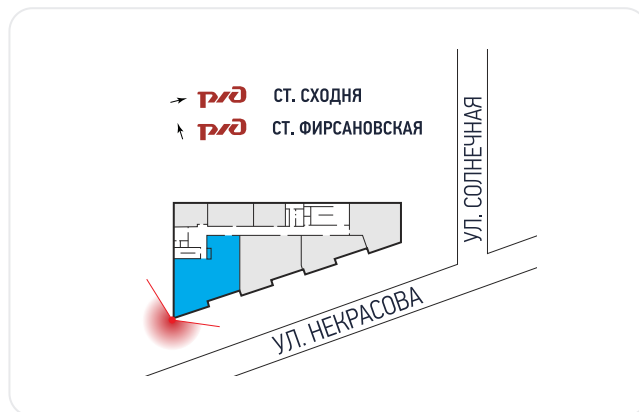 РЖД СТ. СХОДНЯ
РЖД СТ. ФИРСАНОВСКАЯ
УЛ. СОЛНЕЧНАЯ
УЛ. НЕКРАСОВА